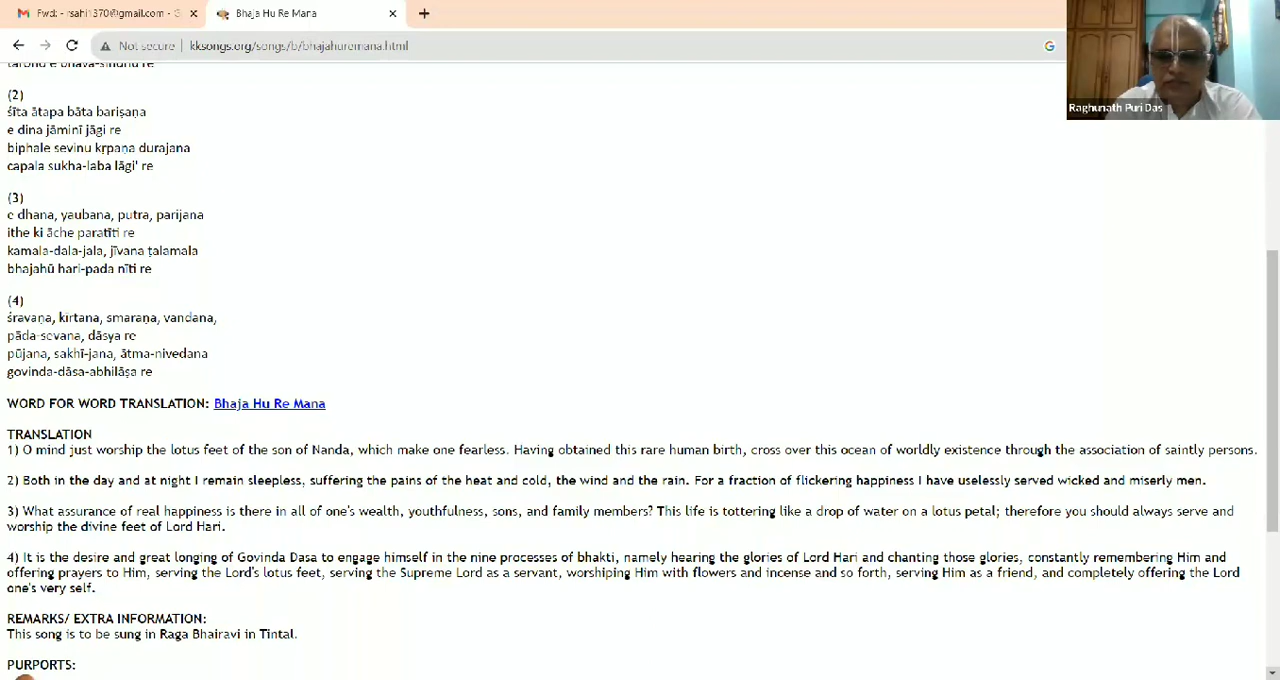 Fwd: - rsahi1370@gmail.com - G
Bhaja Hu Re Mana
Not secure
kksongs.org/songs/b/bhajahuremana.html
Raghunath Puri Das
tarohū e bhava-sindhu re
(2)
śīta ātapa bāta bariṣaṇa
e dina jāminī jāgi re
biphale sevinu kṛpaṇa durajana
capala sukha-laba lāgi' re
(3)
e dhana, yaubana, putra, parijana
ithe ki āche paratīti re
kamala-dala-jala, jīvana ṭalamala
bhajahū hari-pada nīti re
(4)
śravaṇa, kīrtana, smaraṇa, vandana,
pāda-sevana, dāsya re
pūjana, sakhī-jana, ātma-nivedana
govinda-dāsa-abhilāṣa re
WORD FOR WORD TRANSLATION: Bhaja Hu Re Mana
TRANSLATION
1) O mind just worship the lotus feet of the son of Nanda, which make one fearless. Having obtained this rare human birth, cross over this ocean of worldly existence through the association of saintly persons.
2) Both in the day and at night I remain sleepless, suffering the pains of the heat and cold, the wind and the rain. For a fraction of flickering happiness I have uselessly served wicked and miserly men.
3) What assurance of real happiness is there in all of one's wealth, youthfulness, sons, and family members? This life is tottering like a drop of water on a lotus petal; therefore you should always serve and
worship the divine feet of Lord Hari.
4) It is the desire and great longing of Govinda Dasa to engage himself in the nine processes of bhakti, namely hearing the glories of Lord Hari and chanting those glories, constantly remembering Him and
offering prayers to Him, serving the Lord's lotus feet, serving the Supreme Lord as a servant, worshiping Him with flowers and incense and so forth, serving Him as a friend, and completely offering the Lord
one's very self.
REMARKS/ EXTRA INFORMATION:
This song is to be sung in Raga Bhairavi in Tintal.
PURPORTS: